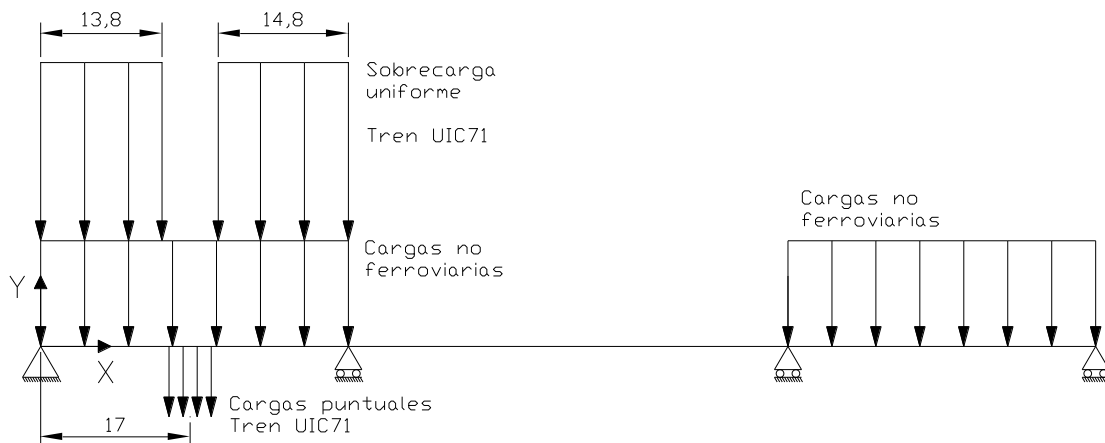 13,8
14,8
Sobrecarga
uniforme
Tren UIC71
Cargas no
ferroviarias
Cargas no
ferroviarias
Y
X
Cargas puntuales
Tren UIC71
17